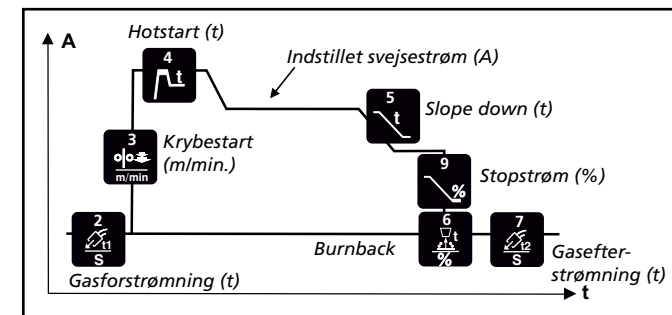 A
Hotstart (t)
4
t
Indstillet svejsestrøm (A)
5
t
Slope down (t)
3
m/min
Krybestart
(m/min.)
9
%
Stopstrøm (%)
2
t1
S
Gasforstrømning (t)
Burnback
6
t
%
7
t2
S
Gasefter-
strømning (t)
t